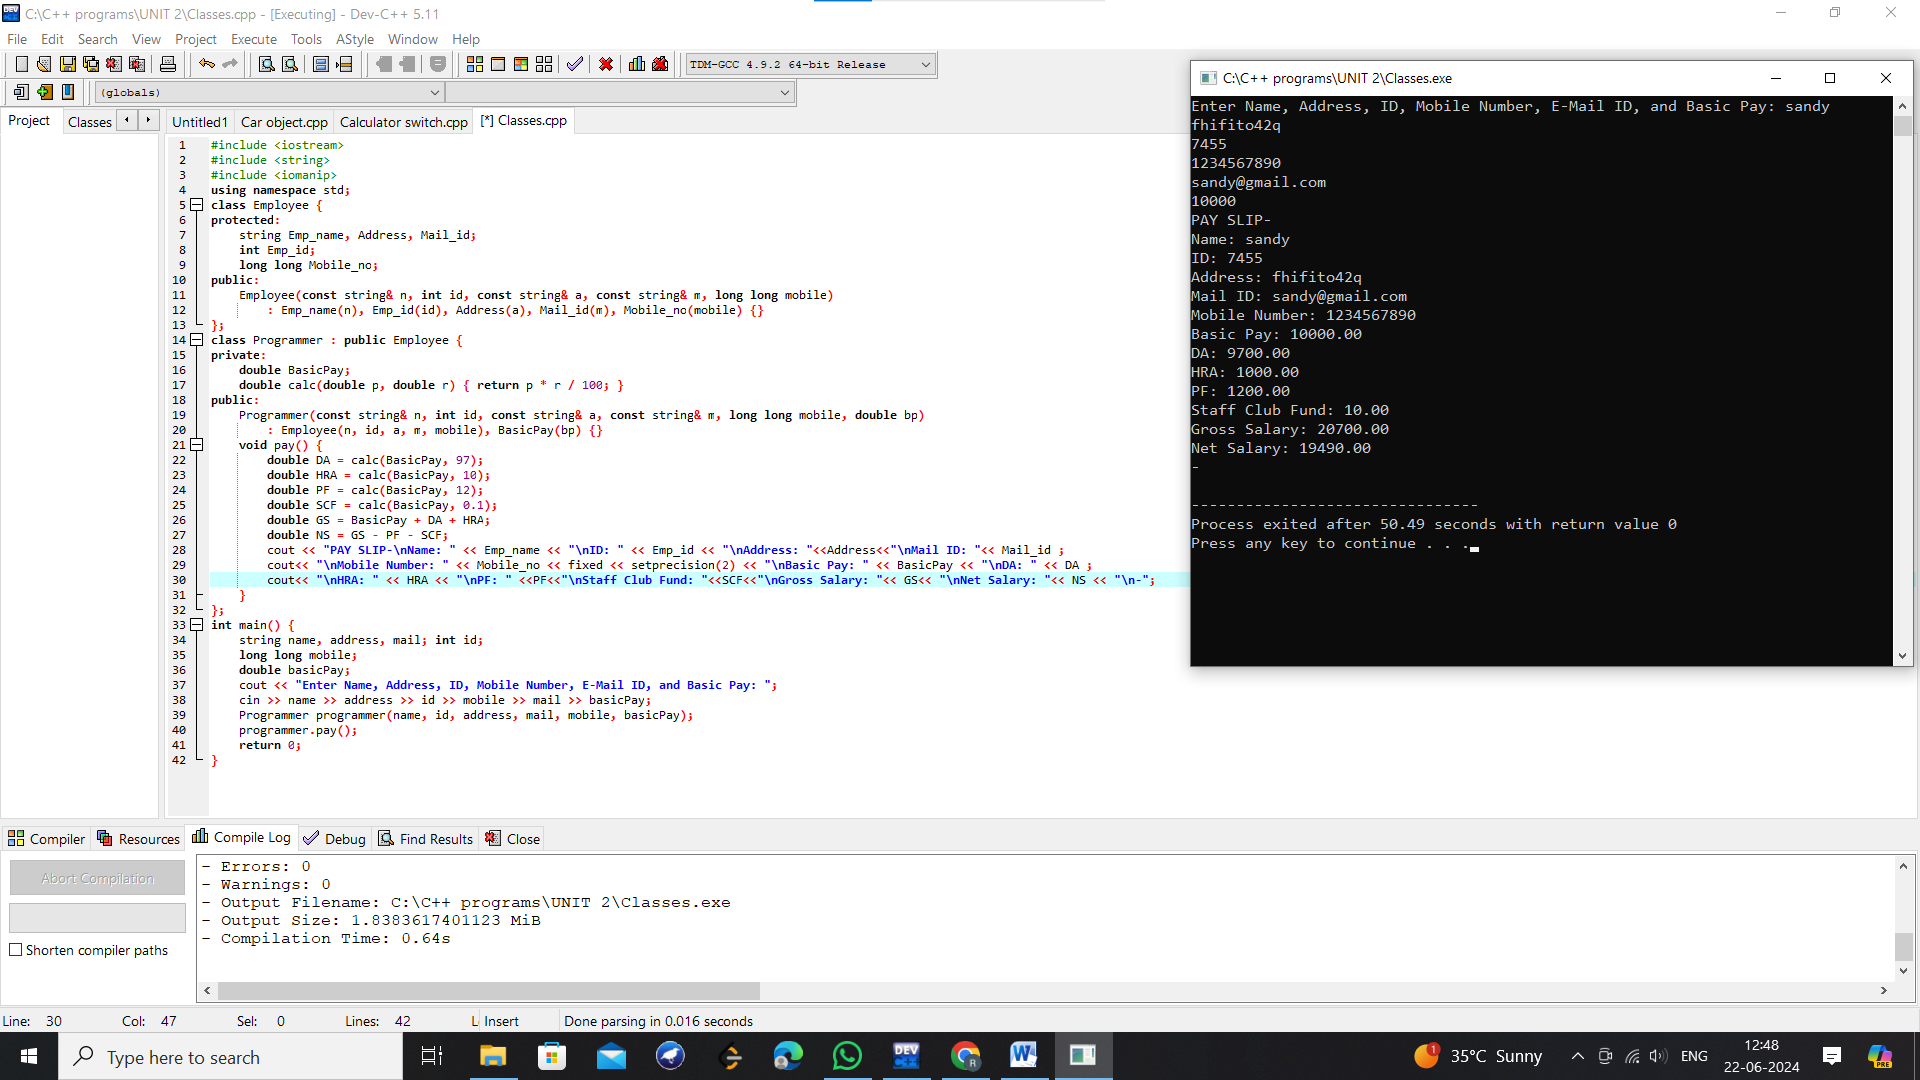 C:\C++ programs\UNIT 2\Classes.cpp - [Executing] - Dev-C++ 5.11
File Edit Search View Project Execute Tools AStyle Window Help
TDM-GCC 4.9.2 64-bit Release
(globals)
Project Classes Untitled1 Car object.cpp Calculator switch.cpp [*] Classes.cpp
1 #include <iostream>
2 #include <string>
3 #include <iomanip>
4 using namespace std;
5 class Employee {
6 protected:
7 string Emp_name, Address, Mail_id;
8 int Emp_id;
9 long long Mobile_no;
10 public:
11 Employee(const string& n, int id, const string& a, const string& m, long long mobile)
12 : Emp_name(n), Emp_id(id), Address(a), Mail_id(m), Mobile_no(mobile) {}
13 };
14 class Programmer : public Employee {
15 private:
16 double BasicPay;
17 double calc(double p, double r) { return p * r / 100; }
18 public:
19 Programmer(const string& n, int id, const string& a, const string& m, long long mobile, double bp)
20 : Employee(n, id, a, m, mobile), BasicPay(bp) {}
21 void pay() {
22 double DA = calc(BasicPay, 97);
23 double HRA = calc(BasicPay, 10);
24 double PF = calc(BasicPay, 12);
25 double SCF = calc(BasicPay, 0.1);
26 double GS = BasicPay + DA + HRA;
27 double NS = GS - PF - SCF;
28 cout << "PAY SLIP-\nName: " << Emp_name << "\nID: " << Emp_id << "\nAddress: "<<Address<<"\nMail ID: "<< Mail_id ;
29 cout<< "\nMobile Number: " << Mobile_no << fixed << setprecision(2) << "\nBasic Pay: " << BasicPay << "\nDA: " << DA ;
30 cout<< "\nHRA: " << HRA << "\nPF: " <<PF<<"\nStaff Club Fund: "<<SCF<<"\nGross Salary: "<< GS<< "\nNet Salary: "<< NS << "\n-";
31 }
32 };
33 int main() {
34 string name, address, mail; int id;
35 long long mobile;
36 double basicPay;
37 cout << "Enter Name, Address, ID, Mobile Number, E-Mail ID, and Basic Pay: ";
38 cin >> name >> address >> id >> mobile >> mail >> basicPay;
39 Programmer programmer(name, id, address, mail, mobile, basicPay);
40 programmer.pay();
41 return 0;
42 }
C:\C++ programs\UNIT 2\Classes.exe
Enter Name, Address, ID, Mobile Number, E-Mail ID, and Basic Pay: sandy
fhifito42q
7455
1234567890
sandy@gmail.com
10000
PAY SLIP-
Name: sandy
ID: 7455
Address: fhifito42q
Mail ID: sandy@gmail.com
Mobile Number: 1234567890
Basic Pay: 10000.00
DA: 9700.00
HRA: 1000.00
PF: 1200.00
Staff Club Fund: 10.00
Gross Salary: 20700.00
Net Salary: 19490.00
-
--------------------------------
Process exited after 50.49 seconds with return value 0
Press any key to continue . . .
Compiler Resources Compile Log Debug Find Results Close
Abort Compilation
Shorten compiler paths
- Errors: 0
- Warnings: 0
- Output Filename: C:\C++ programs\UNIT 2\Classes.exe
- Output Size: 1.8383617401123 MiB
- Compilation Time: 0.64s
Line: 30 Col: 47 Sel: 0 Lines: 42 L Insert Done parsing in 0.016 seconds
Type here to search
DEV
W
1
35°C Sunny
ENG
12:48
22-06-2024
PRE